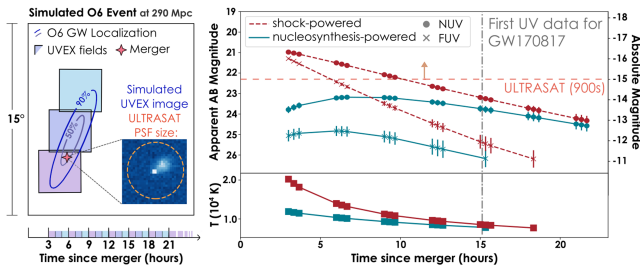 Simulated O6 Event at 290 Mpc
O6 GW Localization
UVEX fields
Merger
90%
50%
Simulated
UVEX image
ULTRASAT
PSF size:
15°
3 6 9 12 15 18 21
Time since merger (hours)
shock-powered
nucleosynthesis-powered
NUV
FUV
First UV data for
GW170817
ULTRASAT (900s)
Apparent AB Magnitude
21
22
23
24
25
26
-18
-17
-16
-15
-14
-13
-12
-11
Absolute Magnitude
T (10⁴ K)
2.0
1.0
0 5 10 15 20
Time since merger (hours)